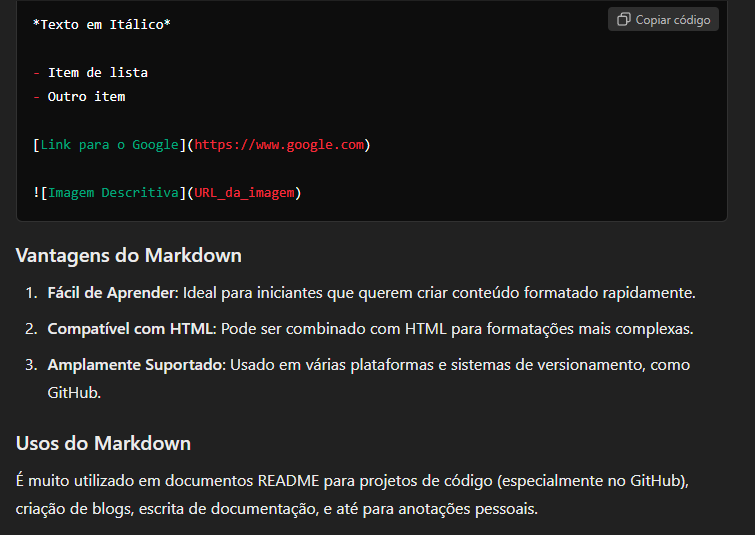 Copiar código
*Texto em Itálico*
- Item de lista
- Outro item
[Link para o Google](https://www.google.com)
![Imagem Descritiva](URL_da_imagem)
Vantagens do Markdown
1. Fácil de Aprender: Ideal para iniciantes que querem criar conteúdo formatado rapidamente.
2. Compatível com HTML: Pode ser combinado com HTML para formatações mais complexas.
3. Amplamente Suportado: Usado em várias plataformas e sistemas de versionamento, como
GitHub.
Usos do Markdown
É muito utilizado em documentos README para projetos de código (especialmente no GitHub),
criação de blogs, escrita de documentação, e até para anotações pessoais.